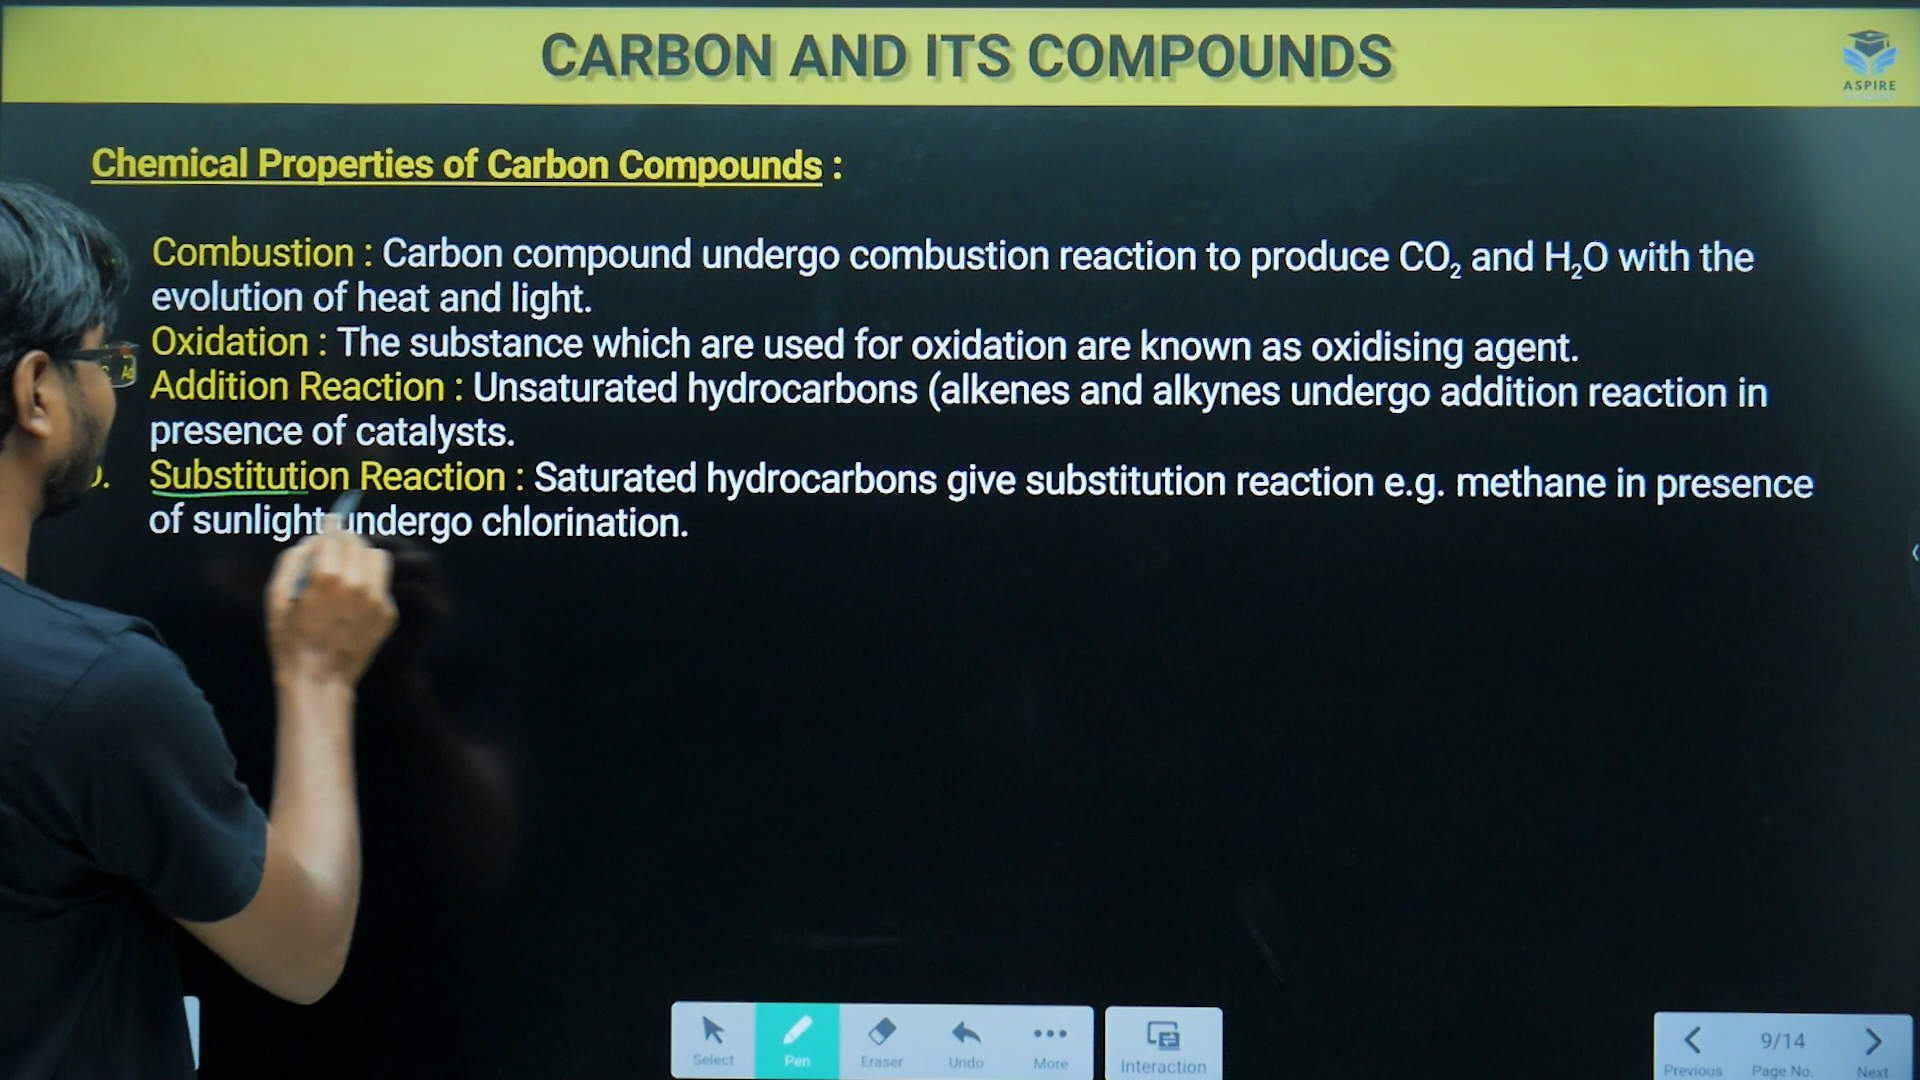 CARBON AND ITS COMPOUNDS
ASPIRE
Chemical Properties of Carbon Compounds :
Combustion : Carbon compound undergo combustion reaction to produce CO₂ and H₂O with the
evolution of heat and light.
Oxidation : The substance which are used for oxidation are known as oxidising agent.
Addition Reaction : Unsaturated hydrocarbons (alkenes and alkynes undergo addition reaction in
presence of catalysts.
Substitution Reaction : Saturated hydrocarbons give substitution reaction e.g. methane in presence
of sunlight undergo chlorination.
Select Pen Eraser Undo More Interaction
9/14
Previous Page No. Next